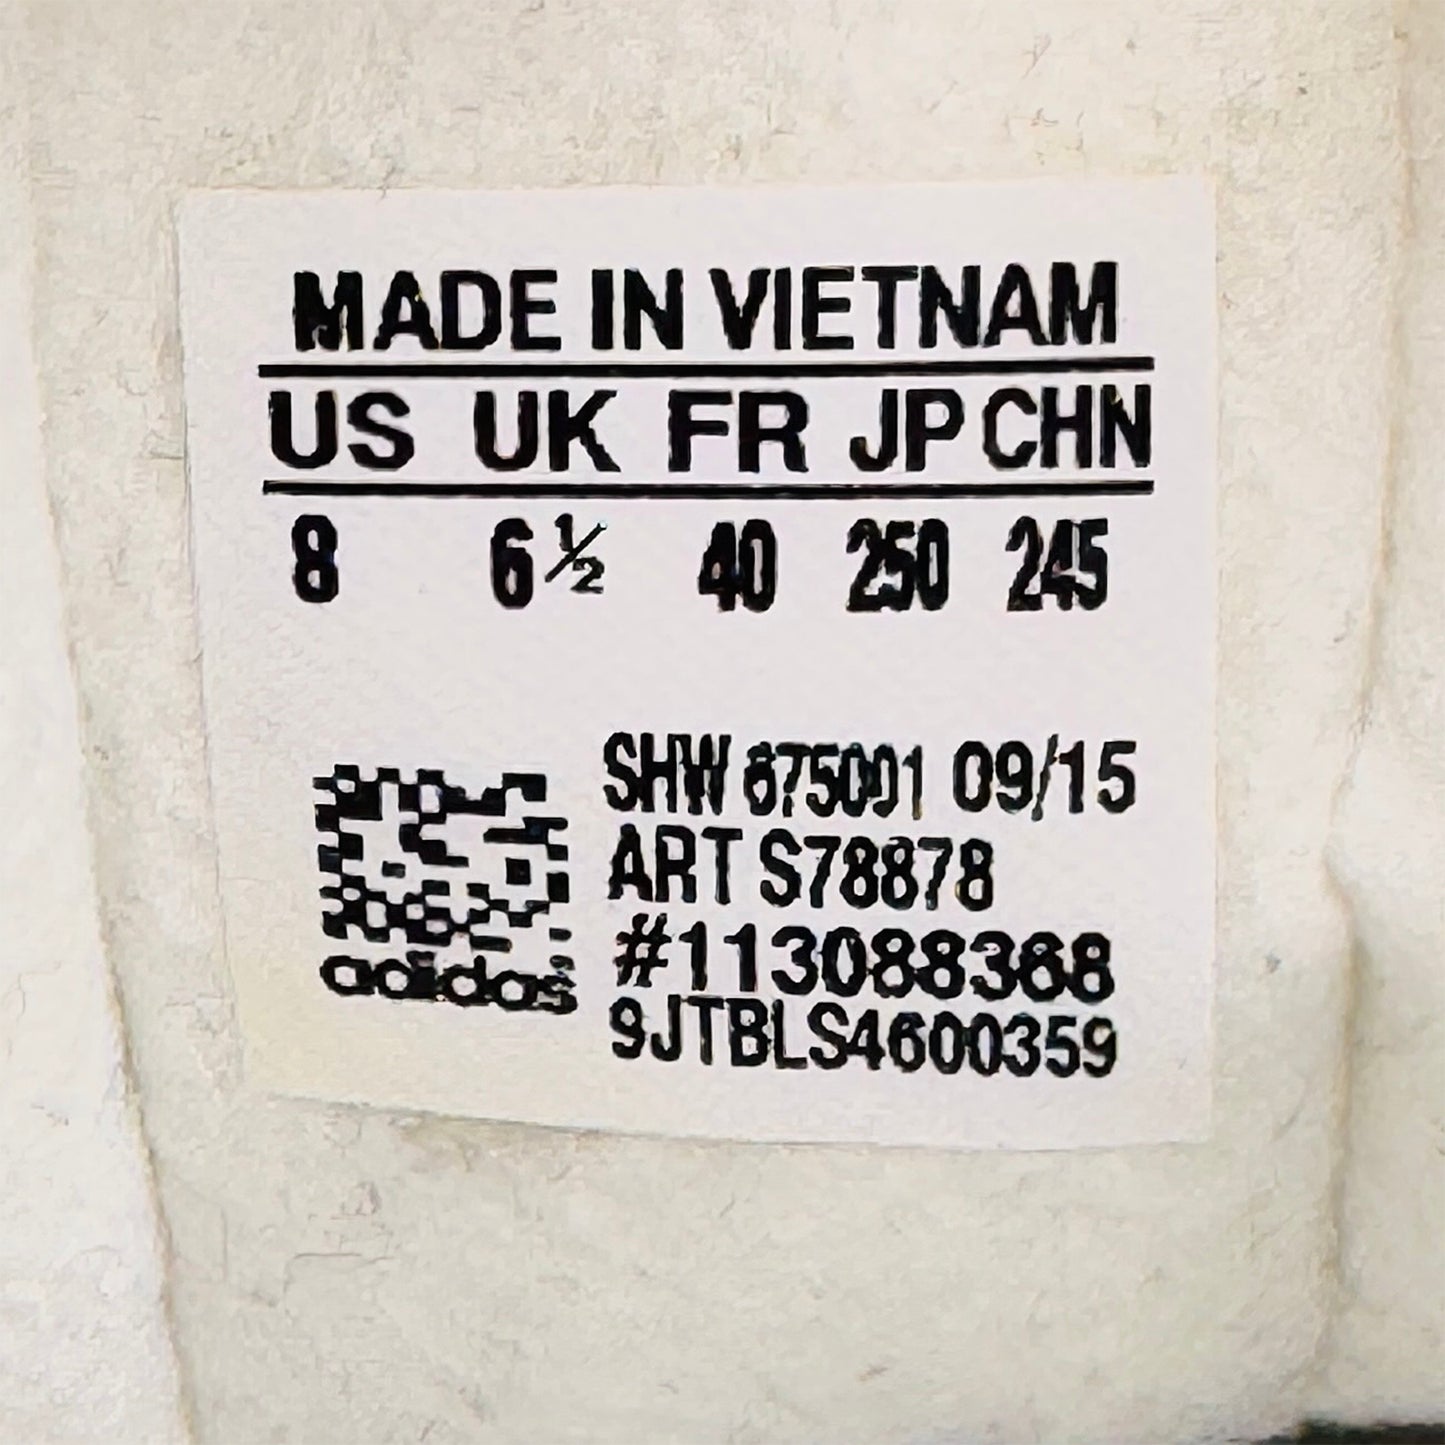 MADE IN VIETNAM
US UK FR JP CHN
8 6½ 40 250 245
SHW 675001 09/15
ART S78878
#113088368
9JTBLS4600359
adidas